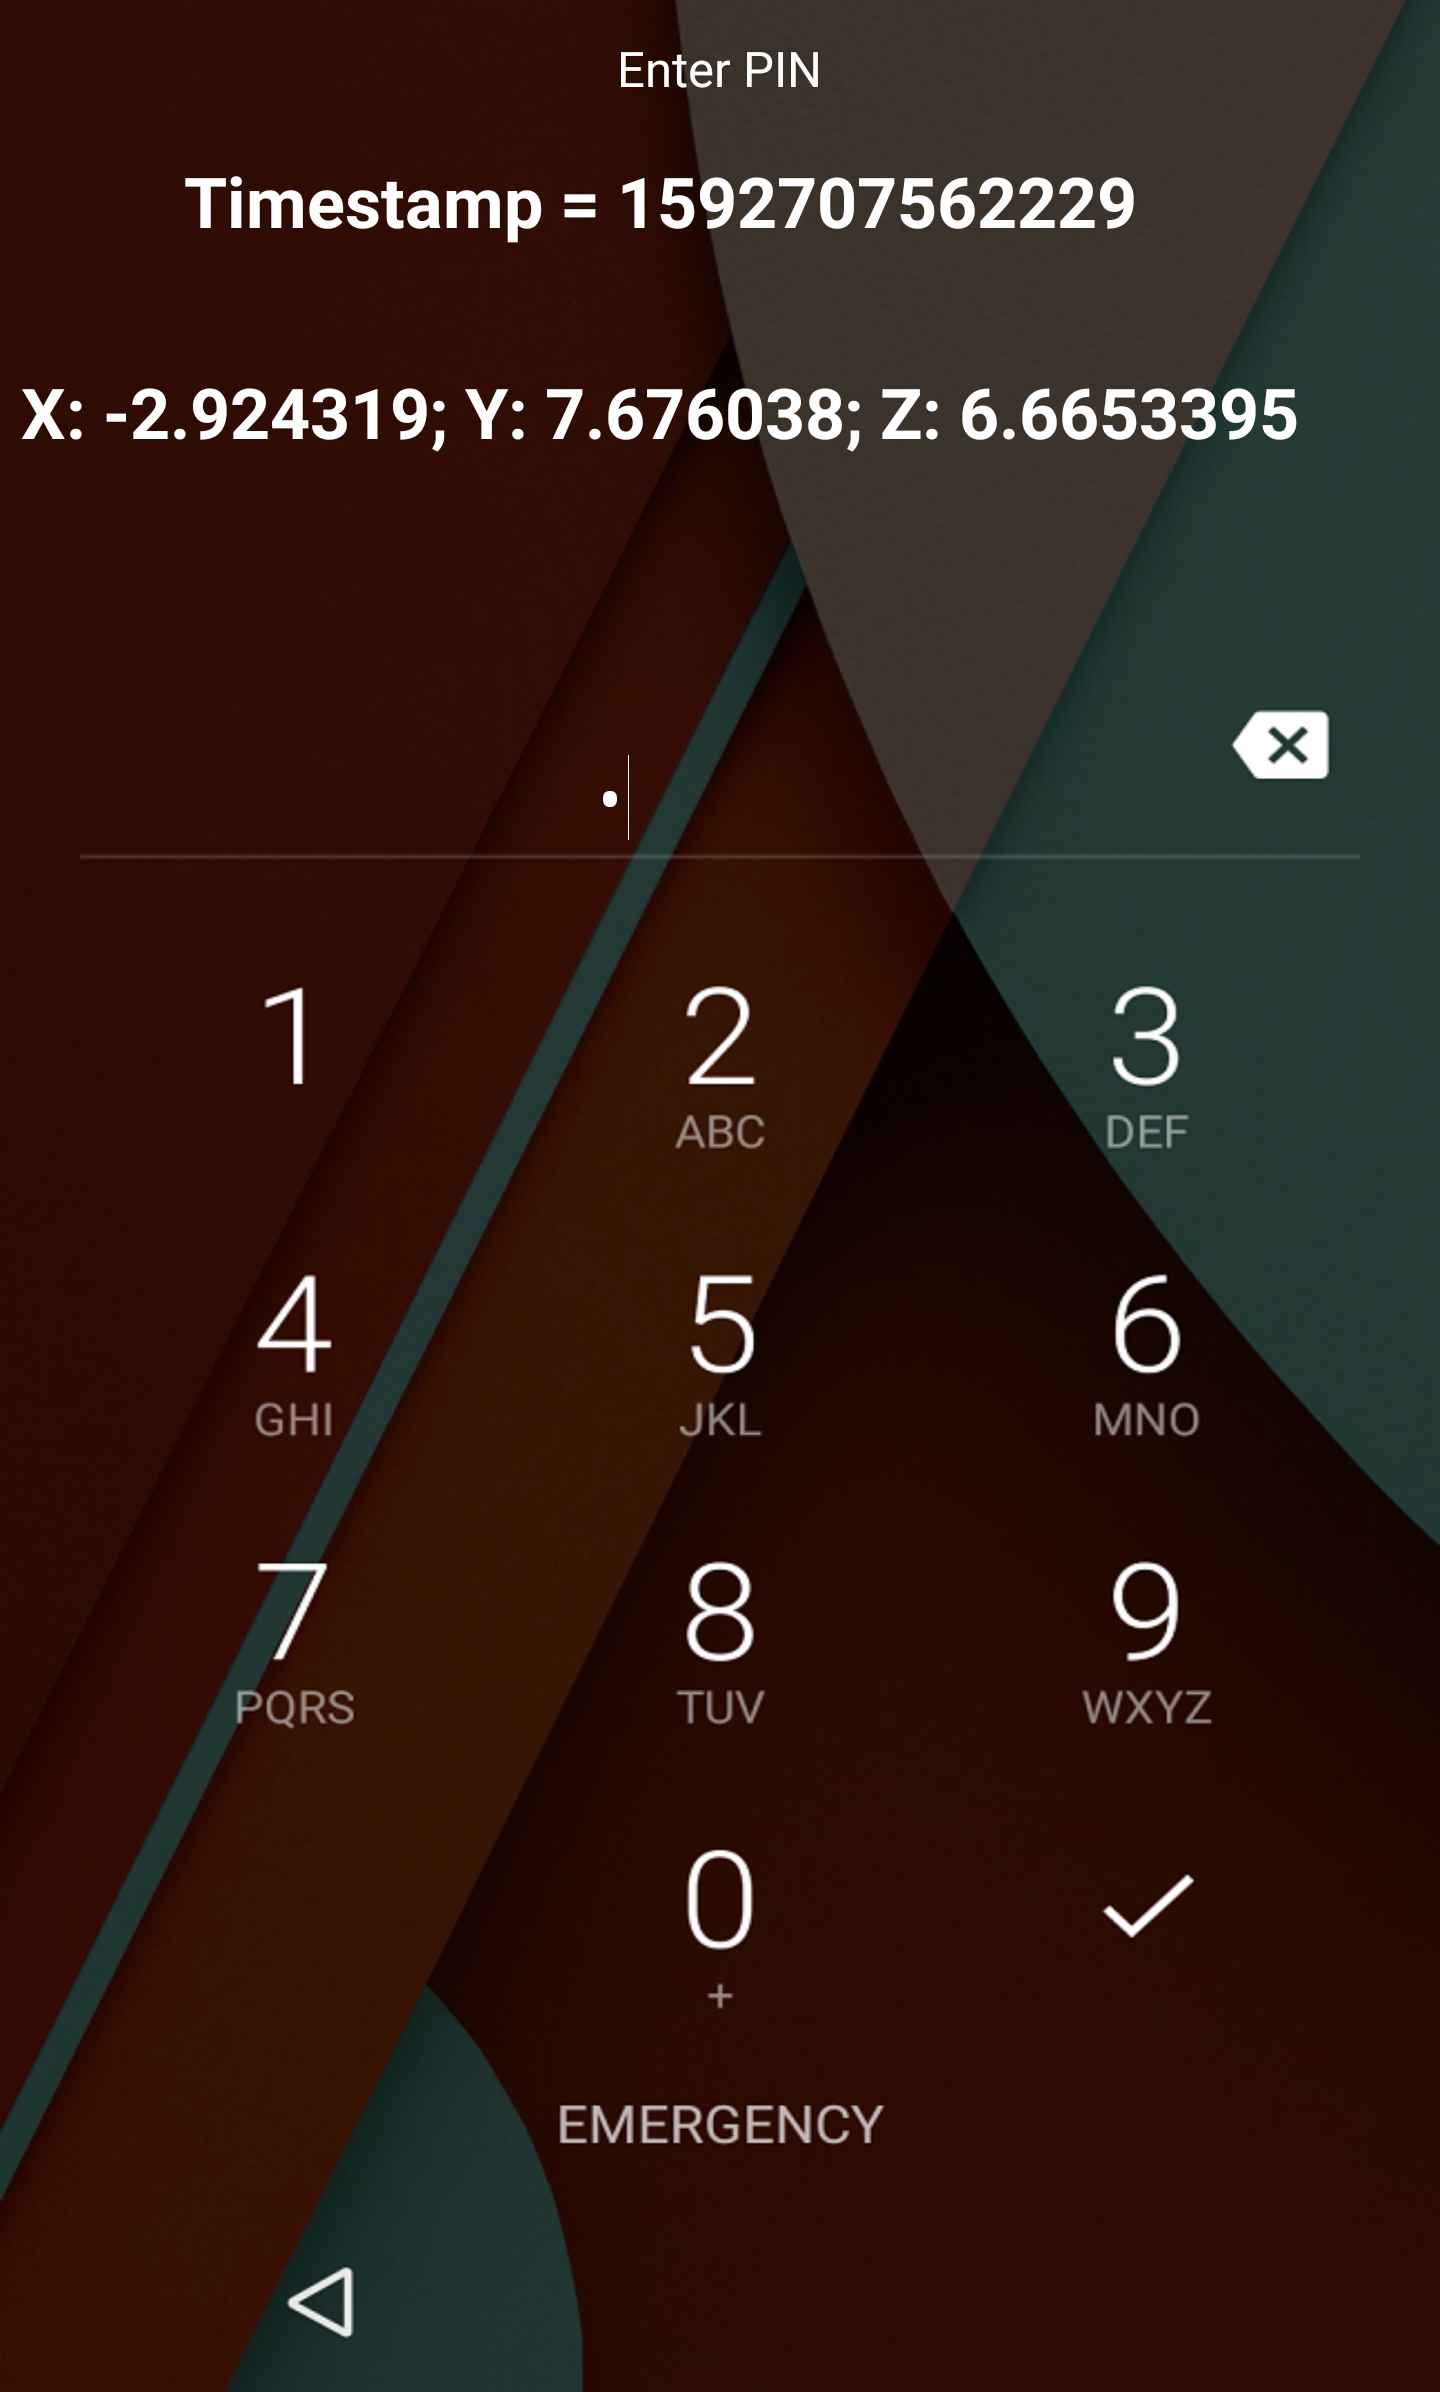 Enter PIN
Timestamp = 1592707562229
X: -2.924319; Y: 7.676038; Z: 6.6653395
1 2 3
ABC DEF
4 5 6
GHI JKL MNO
7 8 9
PQRS TUV WXYZ
0
+
EMERGENCY